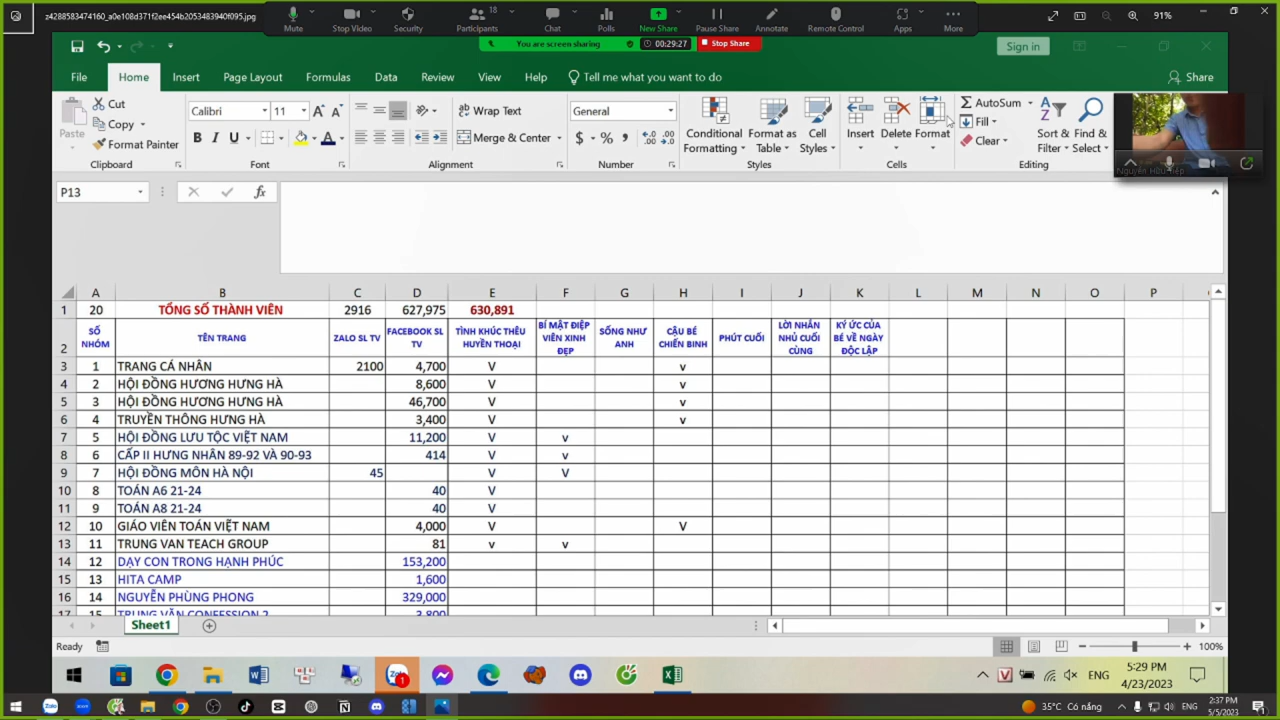 z4288583474160_a0e108d371f2ee454b2053483940f095.jpg
Mute
Stop Video
Security
Participants
18
Chat
Polls
New Share
Pause Share
Annotate
Remote Control
Apps
More
91%
You are screen sharing
00:29:27
Stop Share
Sign in
File
Home
Insert
Page Layout
Formulas
Data
Review
View
Help
Tell me what you want to do
Share
Paste
Cut
Copy
Format Painter
Clipboard
Calibri
11
B I U
Font
Wrap Text
Merge & Center
Alignment
General
$ % ,
Number
Conditional Formatting
Format as Table
Cell Styles
Styles
Insert
Delete
Format
Cells
AutoSum
Fill
Clear
Sort & Filter
Find & Select
Editing
P13
fx
A B C D E F G H I J K L M N O P
1 20 TỔNG SỐ THÀNH VIÊN 2916 627,975 630,891
2 SỐ NHÓM TÊN TRANG ZALO SL TV FACEBOOK SL TV TÌNH KHÚC THÊU HUYỀN THOẠI BÍ MẬT ĐIỆP VIÊN XINH ĐẸP SỐNG NHƯ ANH CẬU BÉ CHIẾN BINH PHÚT CUỐI LỜI NHẮN NHỦ CUỐI CÙNG KÝ ỨC CỦA BÉ VỀ NGÀY ĐỘC LẬP
3 1 TRANG CÁ NHÂN 2100 4,700 V v
4 2 HỘI ĐỒNG HƯƠNG HƯNG HÀ 8,600 V v
5 3 HỘI ĐỒNG HƯƠNG HƯNG HÀ 46,700 V v
6 4 TRUYỀN THÔNG HƯNG HÀ 3,400 V v
7 5 HỘI ĐỒNG LƯU TỘC VIỆT NAM 11,200 V v
8 6 CẤP II HƯNG NHÂN 89-92 VÀ 90-93 414 V v
9 7 HỘI ĐỒNG MÔN HÀ NỘI 45 V V
10 8 TOÁN A6 21-24 40 V
11 9 TOÁN A8 21-24 40 V
12 10 GIÁO VIÊN TOÁN VIỆT NAM 4,000 V V
13 11 TRUNG VAN TEACH GROUP 81 v v
14 12 DẠY CON TRONG HẠNH PHÚC 153,200
15 13 HITA CAMP 1,600
16 14 NGUYỄN PHÙNG PHONG 329,000
17 15 TRUNG VĂN CONFESSION 2 3,800
Sheet1
Ready
100%
ENG
5:29 PM
4/23/2023
35°C Có nắng
ENG
2:37 PM
5/5/2023